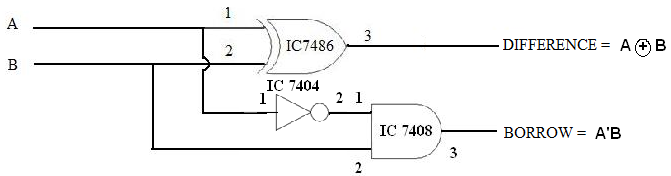 A 1 IC7486 3 DIFFERENCE = A ⊕ B
B 2
IC 7404
1 2 1 IC 7408 BORROW = A'B
2 3